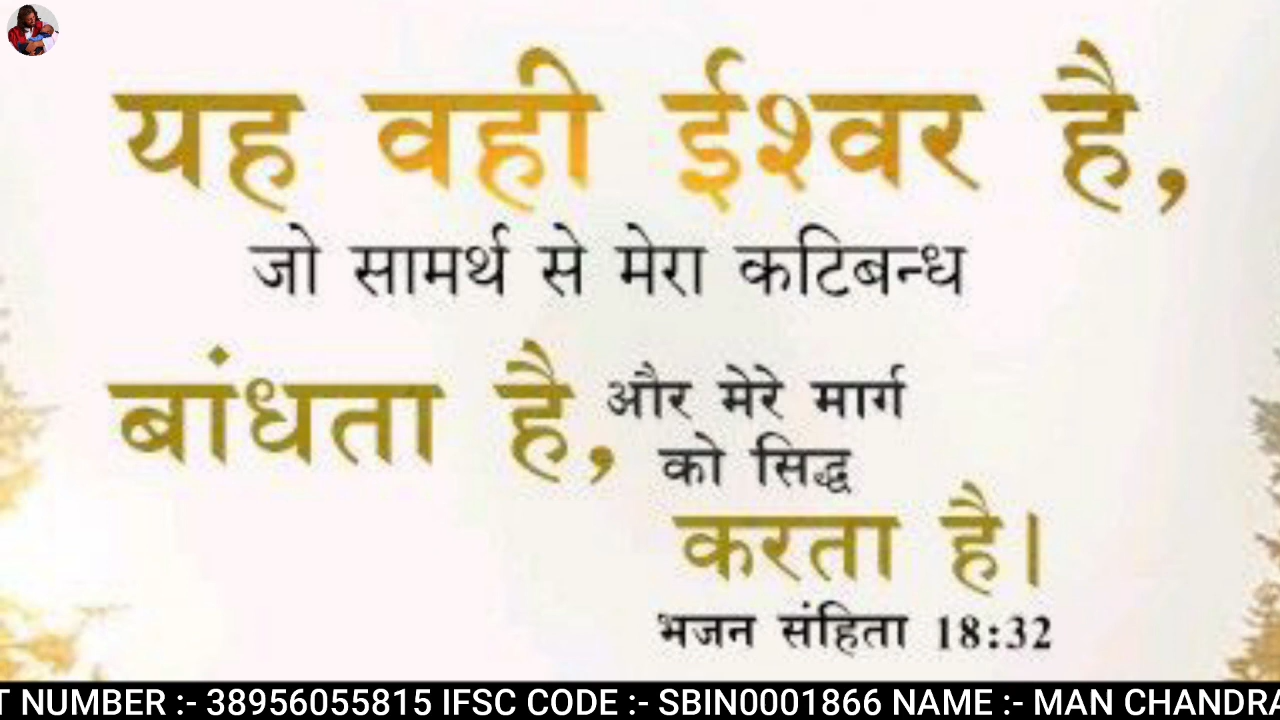 यह वही ईश्वर है,
जो सामर्थ से मेरा कटिबन्ध
बांधता है, और मेरे मार्ग
को सिद्ध
करता है।
भजन संहिता 18:32
T NUMBER :- 38956055815 IFSC CODE :- SBIN0001866 NAME :- MAN CHANDRA